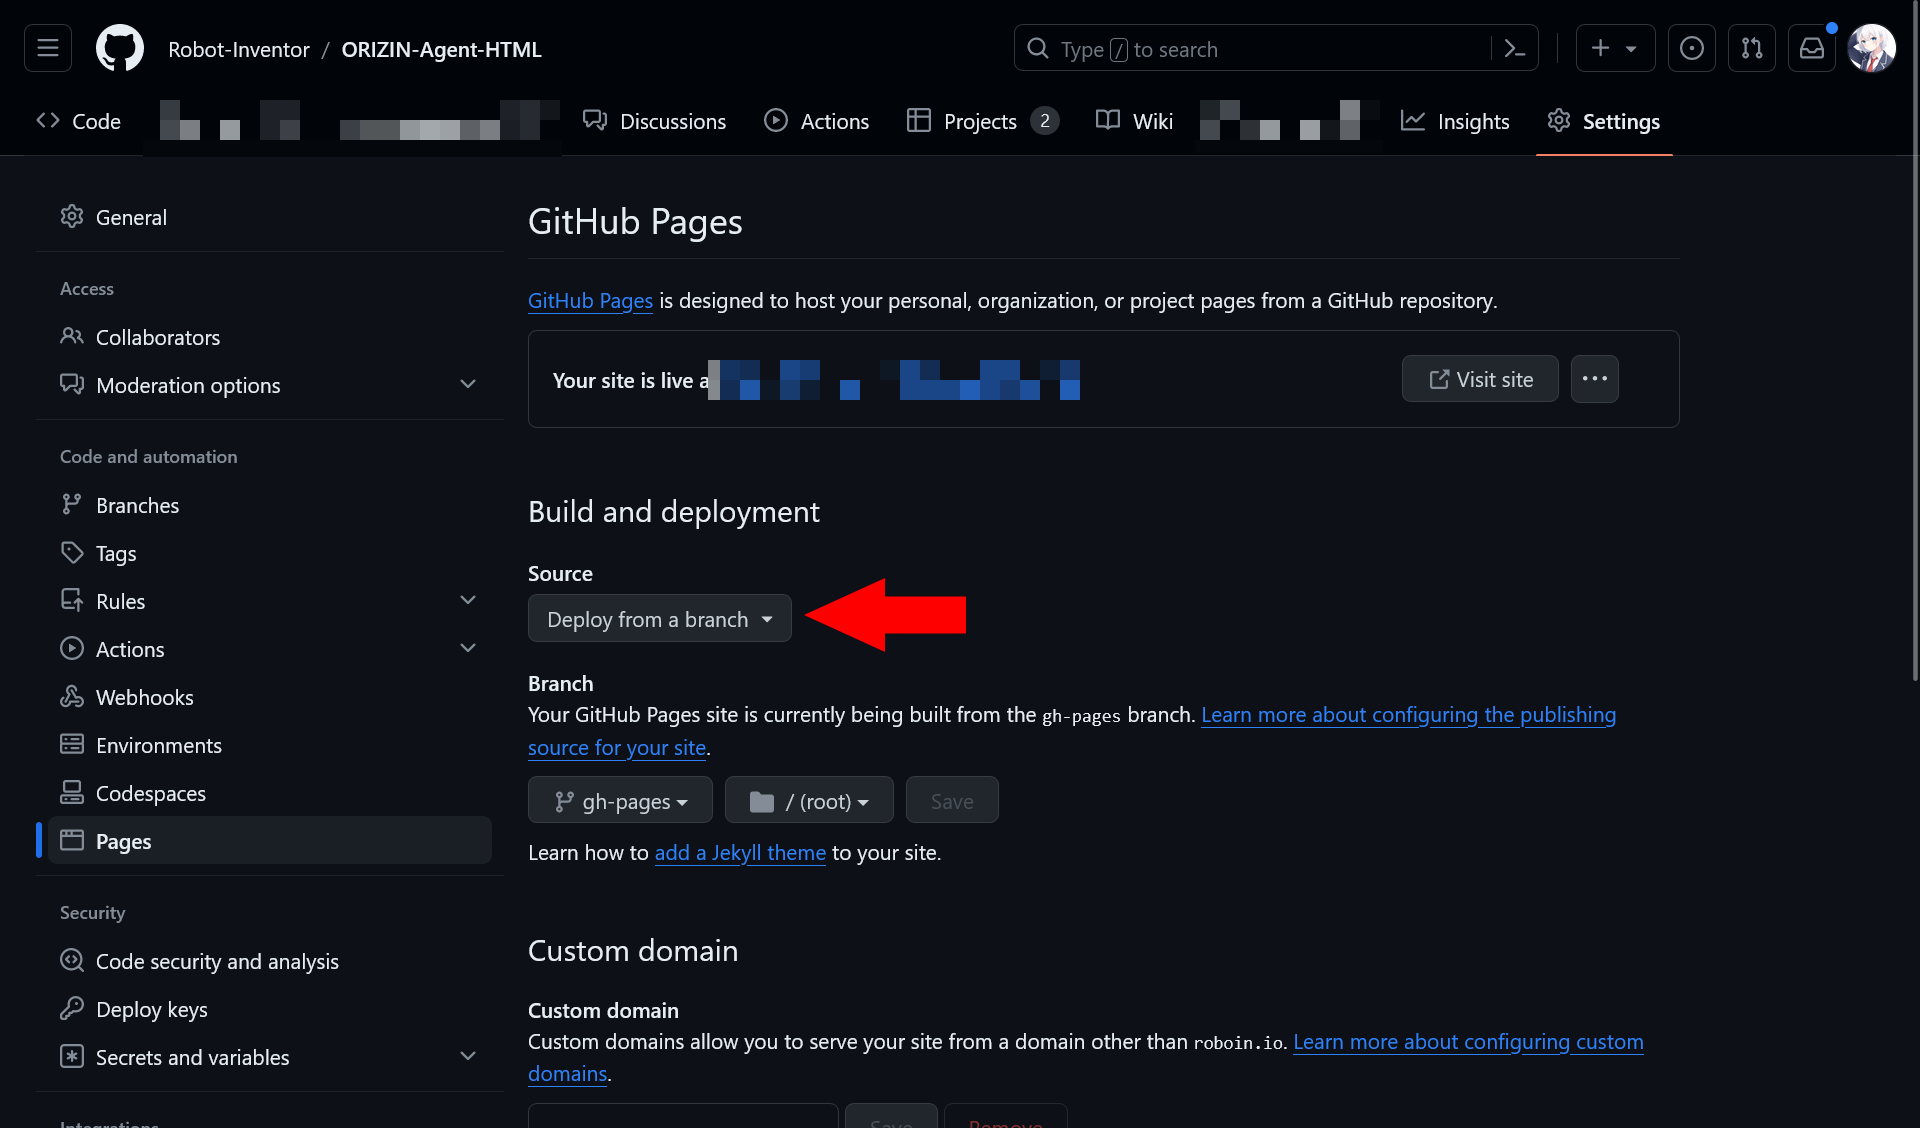 Robot-Inventor / ORIZIN-Agent-HTML
Type / to search
Code
Discussions
Actions
Projects 2
Wiki
Insights
Settings
General
Access
Collaborators
Moderation options
Code and automation
Branches
Tags
Rules
Actions
Webhooks
Environments
Codespaces
Pages
Security
Code security and analysis
Deploy keys
Secrets and variables
Integrations
GitHub Pages
GitHub Pages is designed to host your personal, organization, or project pages from a GitHub repository.
Your site is live a
Visit site
Build and deployment
Source
Deploy from a branch
Branch
Your GitHub Pages site is currently being built from the gh-pages branch. Learn more about configuring the publishing
source for your site.
gh-pages
/ (root)
Save
Learn how to add a Jekyll theme to your site.
Custom domain
Custom domain
Custom domains allow you to serve your site from a domain other than roboin.io. Learn more about configuring custom
domains.
Save
Remove